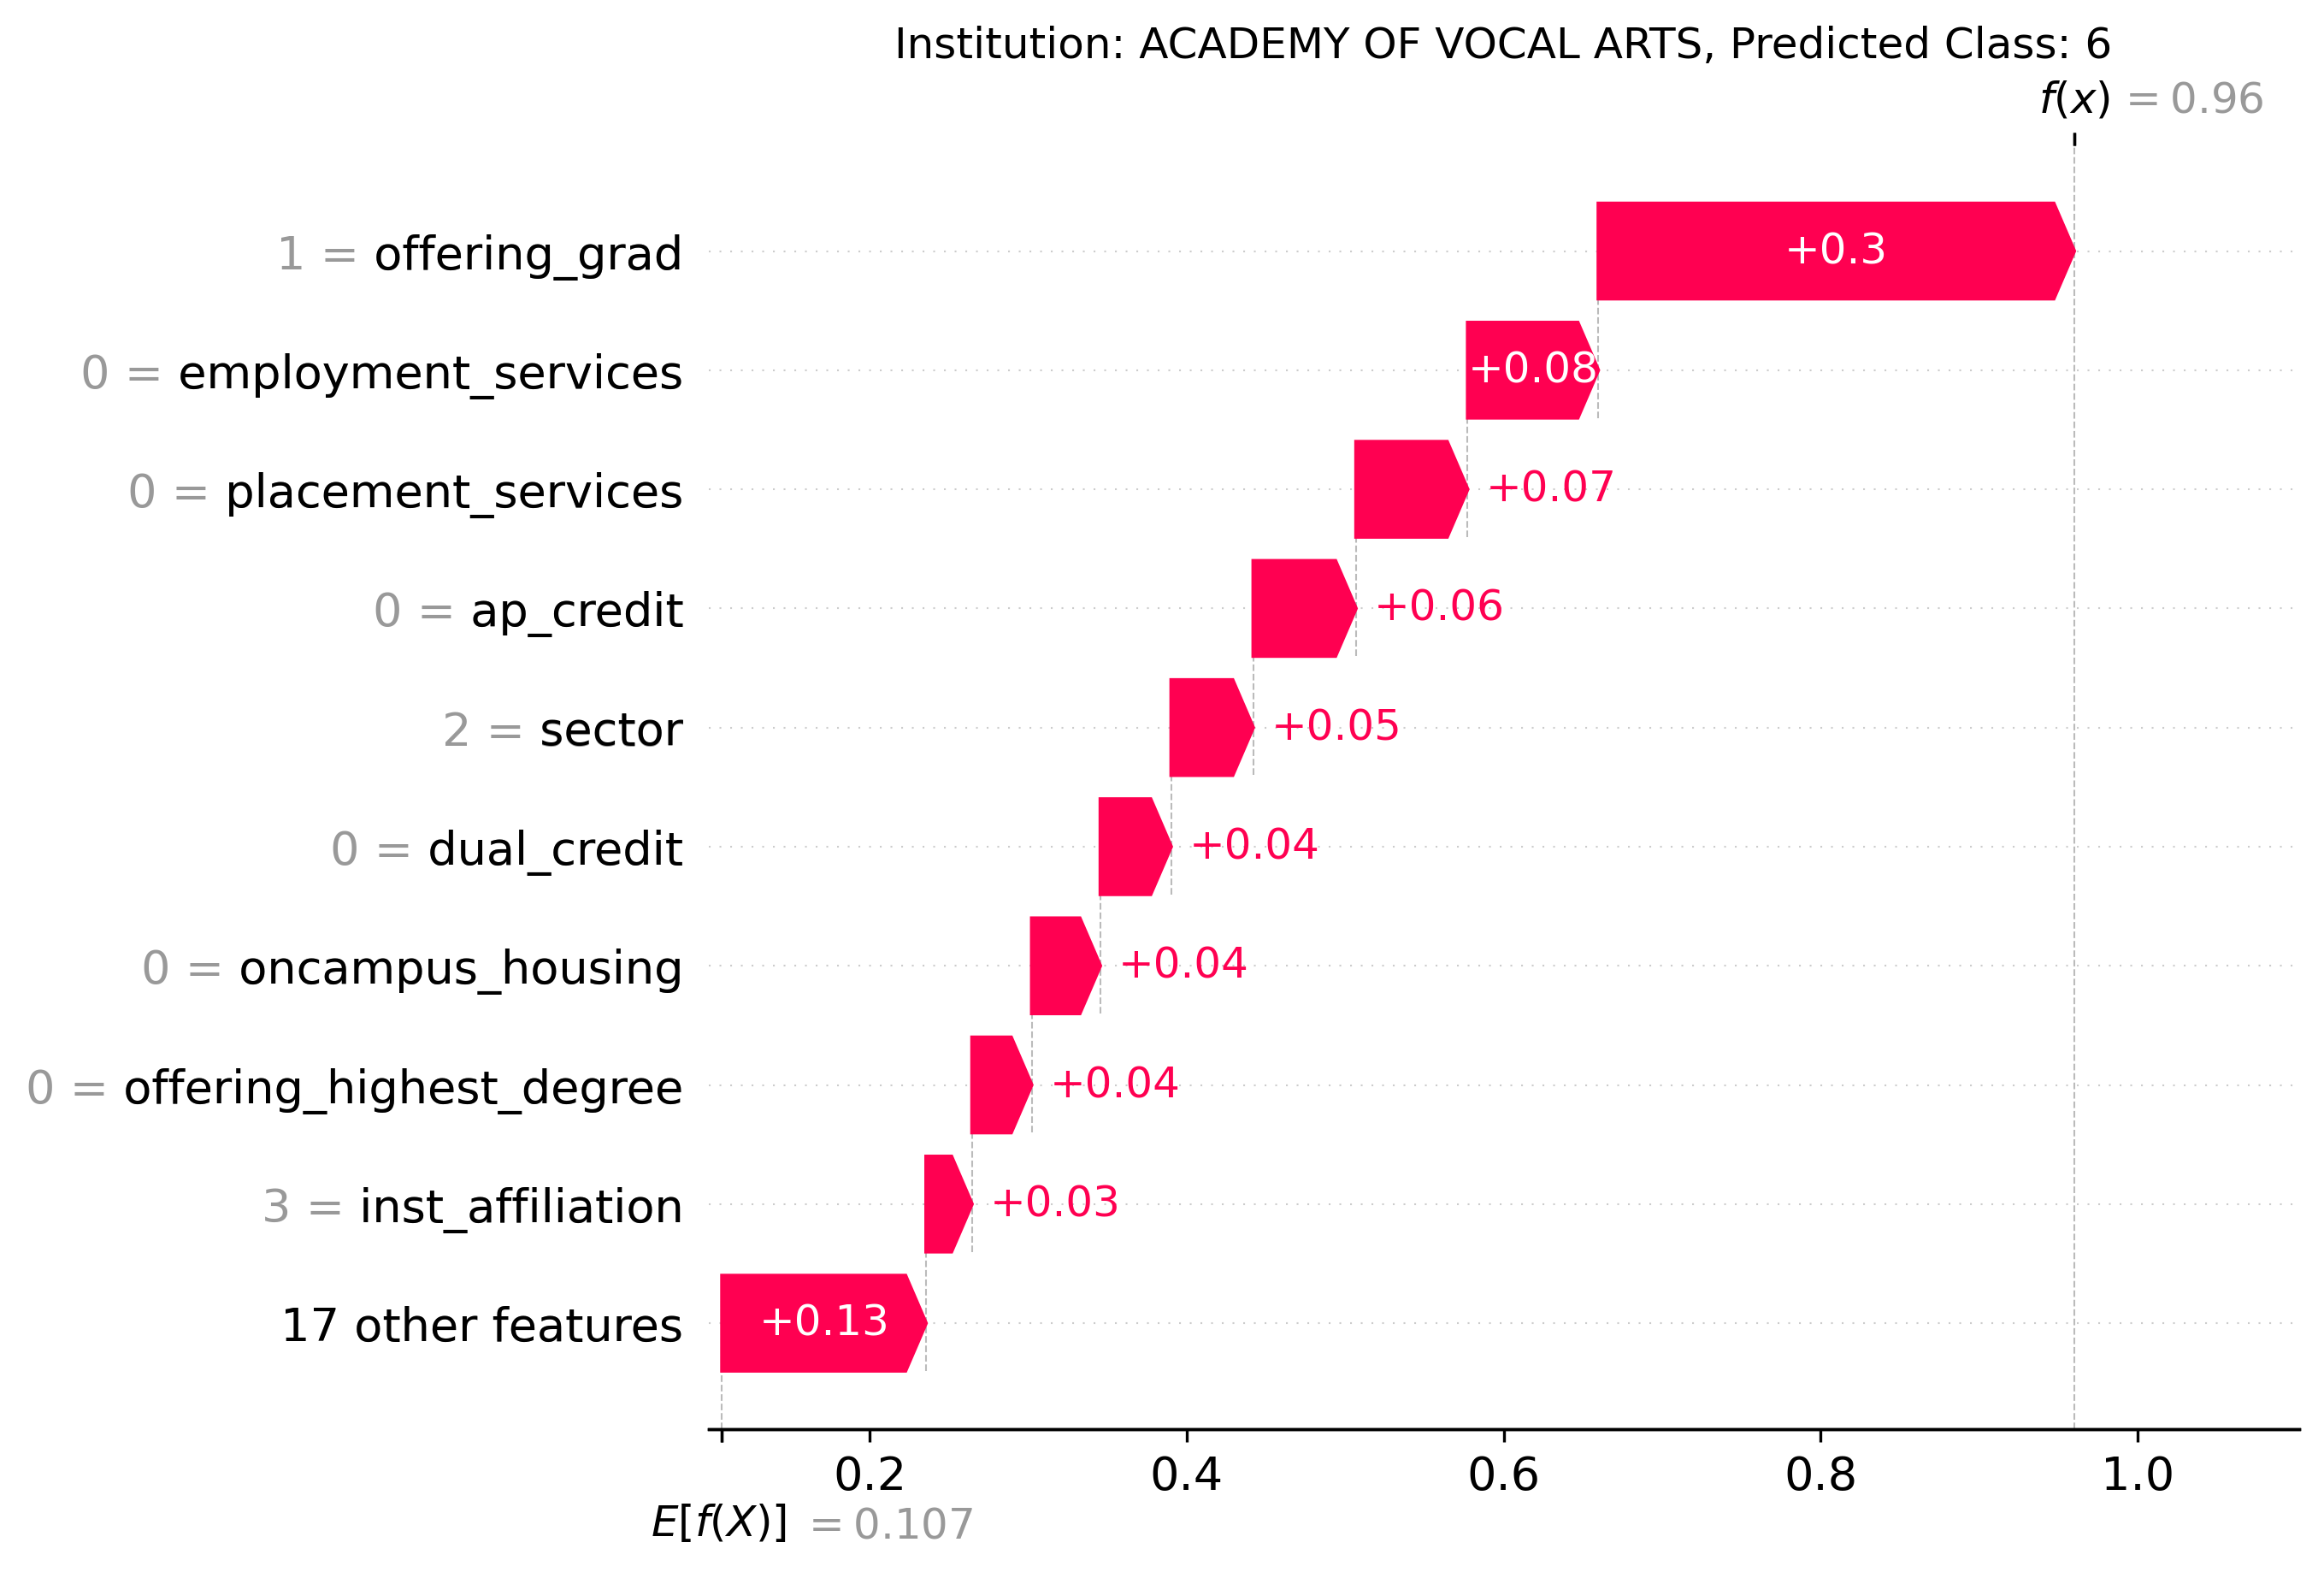 Institution: ACADEMY OF VOCAL ARTS, Predicted Class: 6
f(x) = 0.96
1 = offering_grad +0.3
0 = employment_services +0.08
0 = placement_services +0.07
0 = ap_credit +0.06
2 = sector +0.05
0 = dual_credit +0.04
0 = oncampus_housing +0.04
0 = offering_highest_degree +0.04
3 = inst_affiliation +0.03
17 other features +0.13
0.2 0.4 0.6 0.8 1.0
E[f(X)] = 0.107